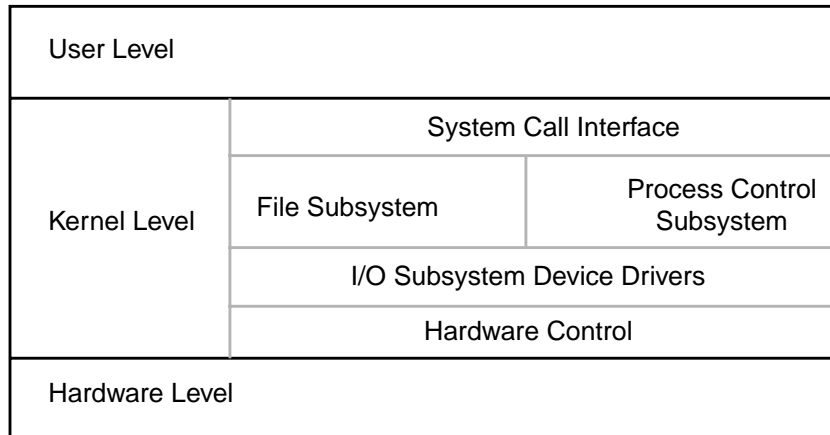 User Level
System Call Interface
Kernel Level
File Subsystem
Process Control
Subsystem
I/O Subsystem Device Drivers
Hardware Control
Hardware Level